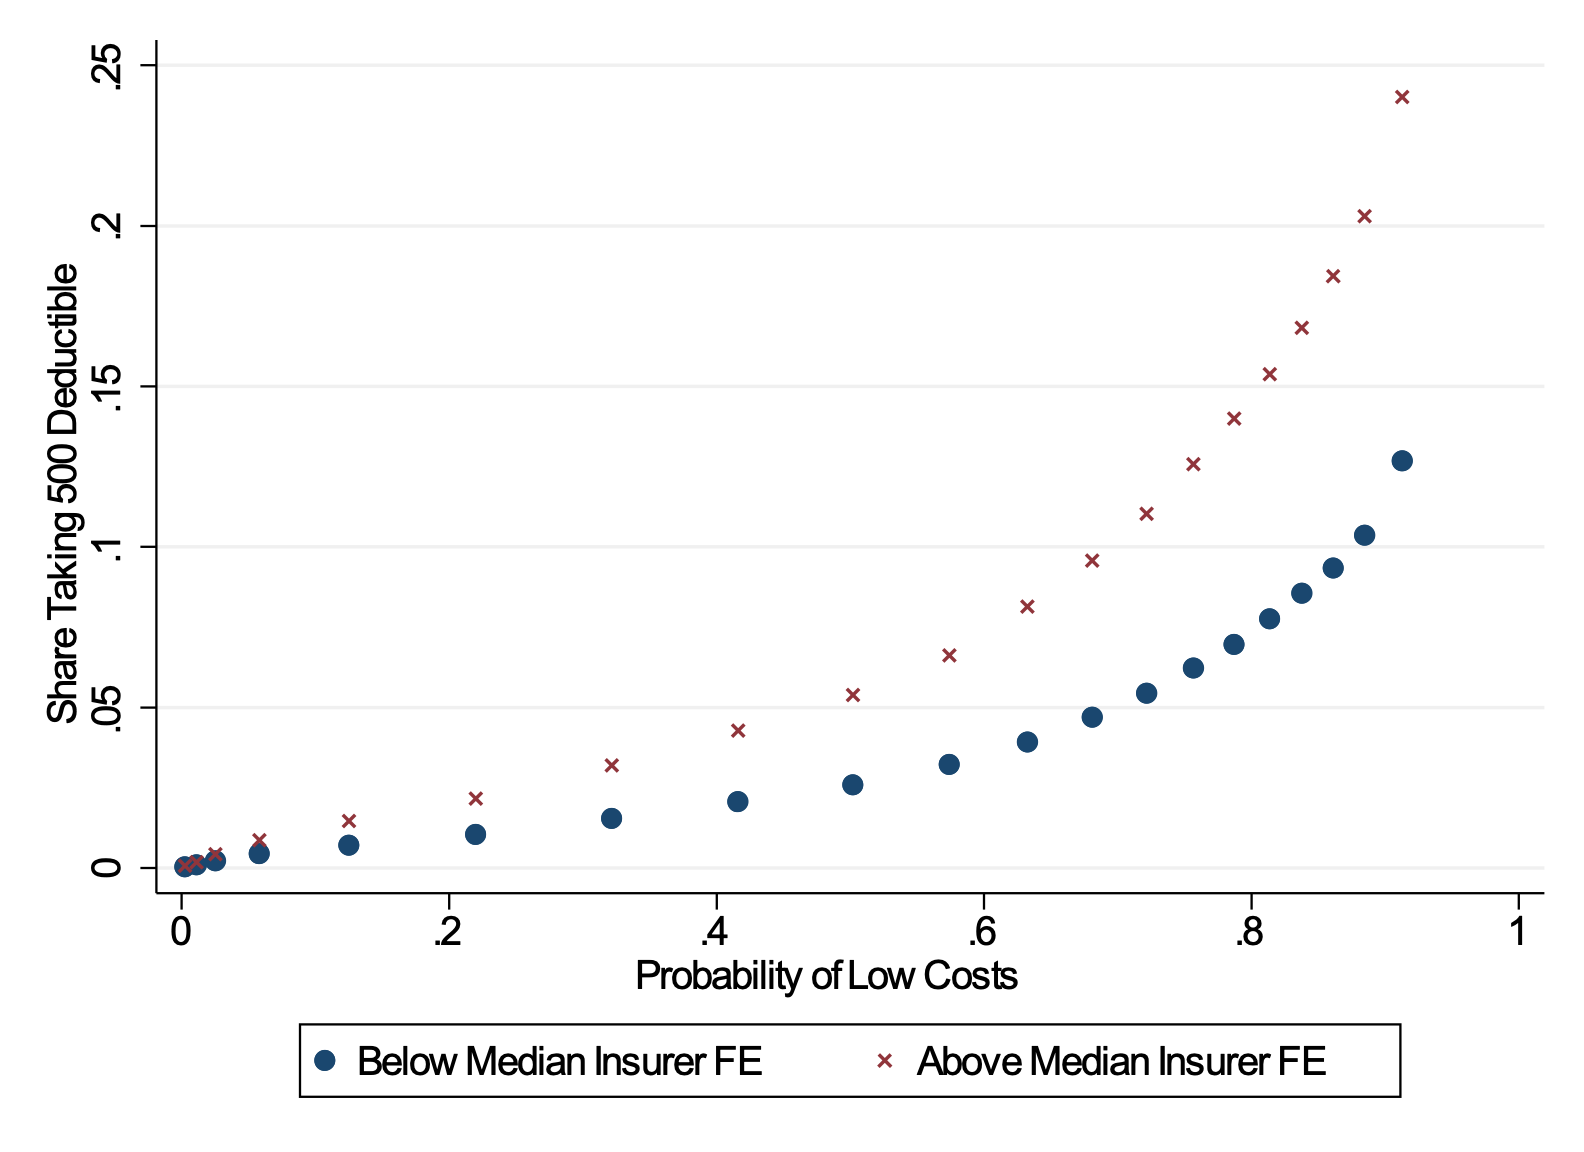 .25
.2
.15
.1
.05
0
Share Taking 500 Deductible
0 .2 .4 .6 .8 1
Probability of Low Costs
Below Median Insurer FE Above Median Insurer FE